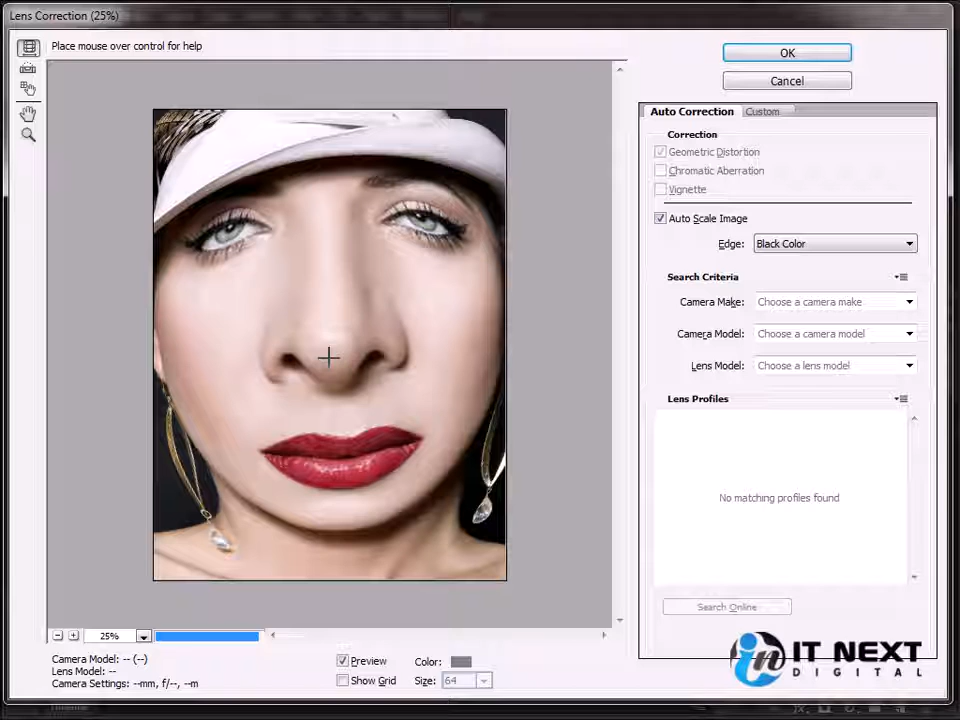 Lens Correction (25%)
Place mouse over control for help
OK
Cancel
Auto Correction
Custom
Correction
Geometric Distortion
Chromatic Aberration
Vignette
Auto Scale Image
Edge: Black Color
Search Criteria
Camera Make: Choose a camera make
Camera Model: Choose a camera model
Lens Model: Choose a lens model
Lens Profiles
No matching profiles found
Search Online
25%
Camera Model: -- (--)
Lens Model: --
Camera Settings: --mm, f/--, --m
Preview
Color:
Show Grid
Size: 64
in IT NEXT
DIGITAL